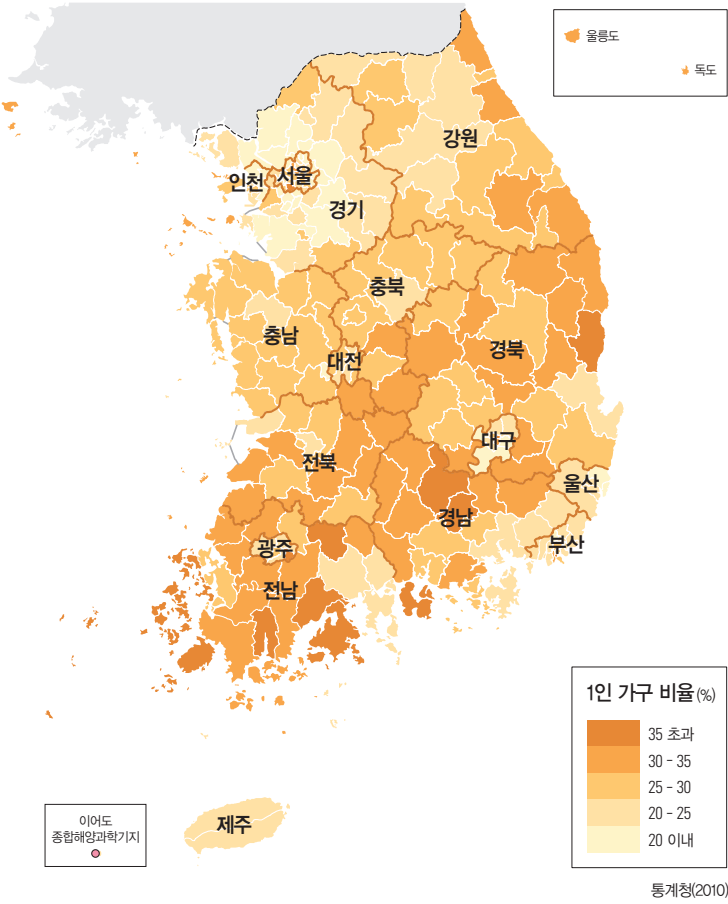 울릉도
독도
강원
인천
서울
경기
충북
충남
대전
경북
대구
전북
울산
경남
광주
부산
전남
제주
이어도
종합해양과학기지
1인 가구 비율(%)
35 초과
30 - 35
25 - 30
20 - 25
20 이내
통계청(2010)